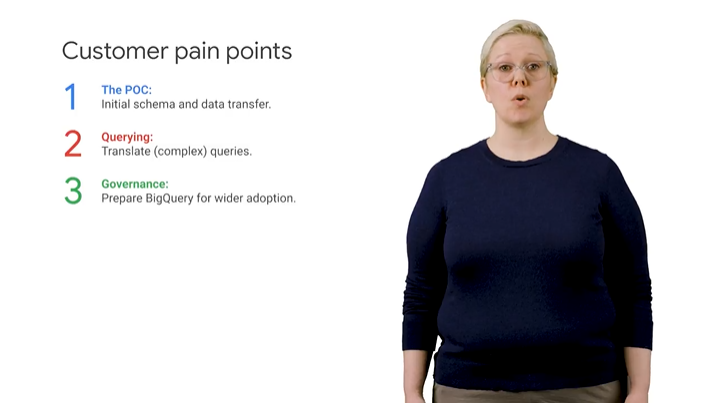 Customer pain points
1
The POC:
Initial schema and data transfer.
2
Querying:
Translate (complex) queries.
3
Governance:
Prepare BigQuery for wider adoption.